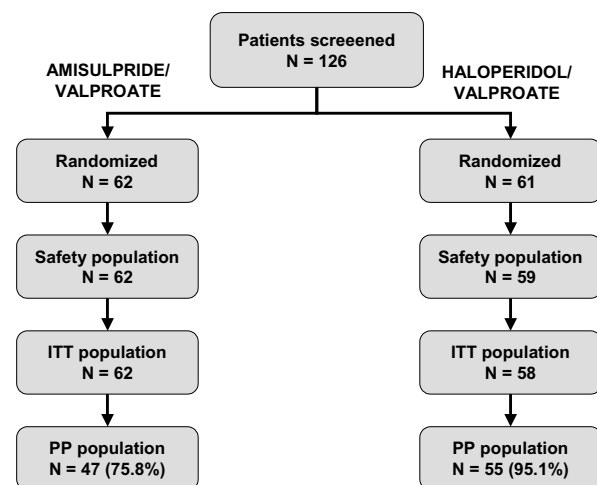 Patients screeened
N = 126
AMISULPRIDE/
VALPROATE
HALOPERIDOL/
VALPROATE
Randomized
N = 62
Randomized
N = 61
Safety population
N = 62
Safety population
N = 59
ITT population
N = 62
ITT population
N = 58
PP population
N = 47 (75.8%)
PP population
N = 55 (95.1%)